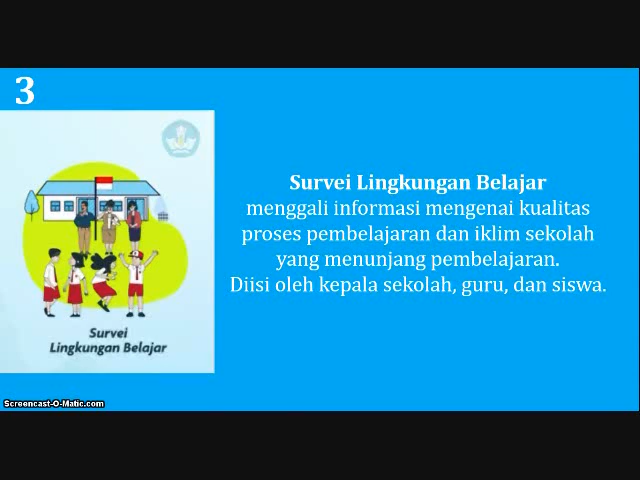 3
Survei
Lingkungan Belajar
Survei Lingkungan Belajar
menggali informasi mengenai kualitas
proses pembelajaran dan iklim sekolah
yang menunjang pembelajaran.
Diisi oleh kepala sekolah, guru, dan siswa.
Screencast-O-Matic.com